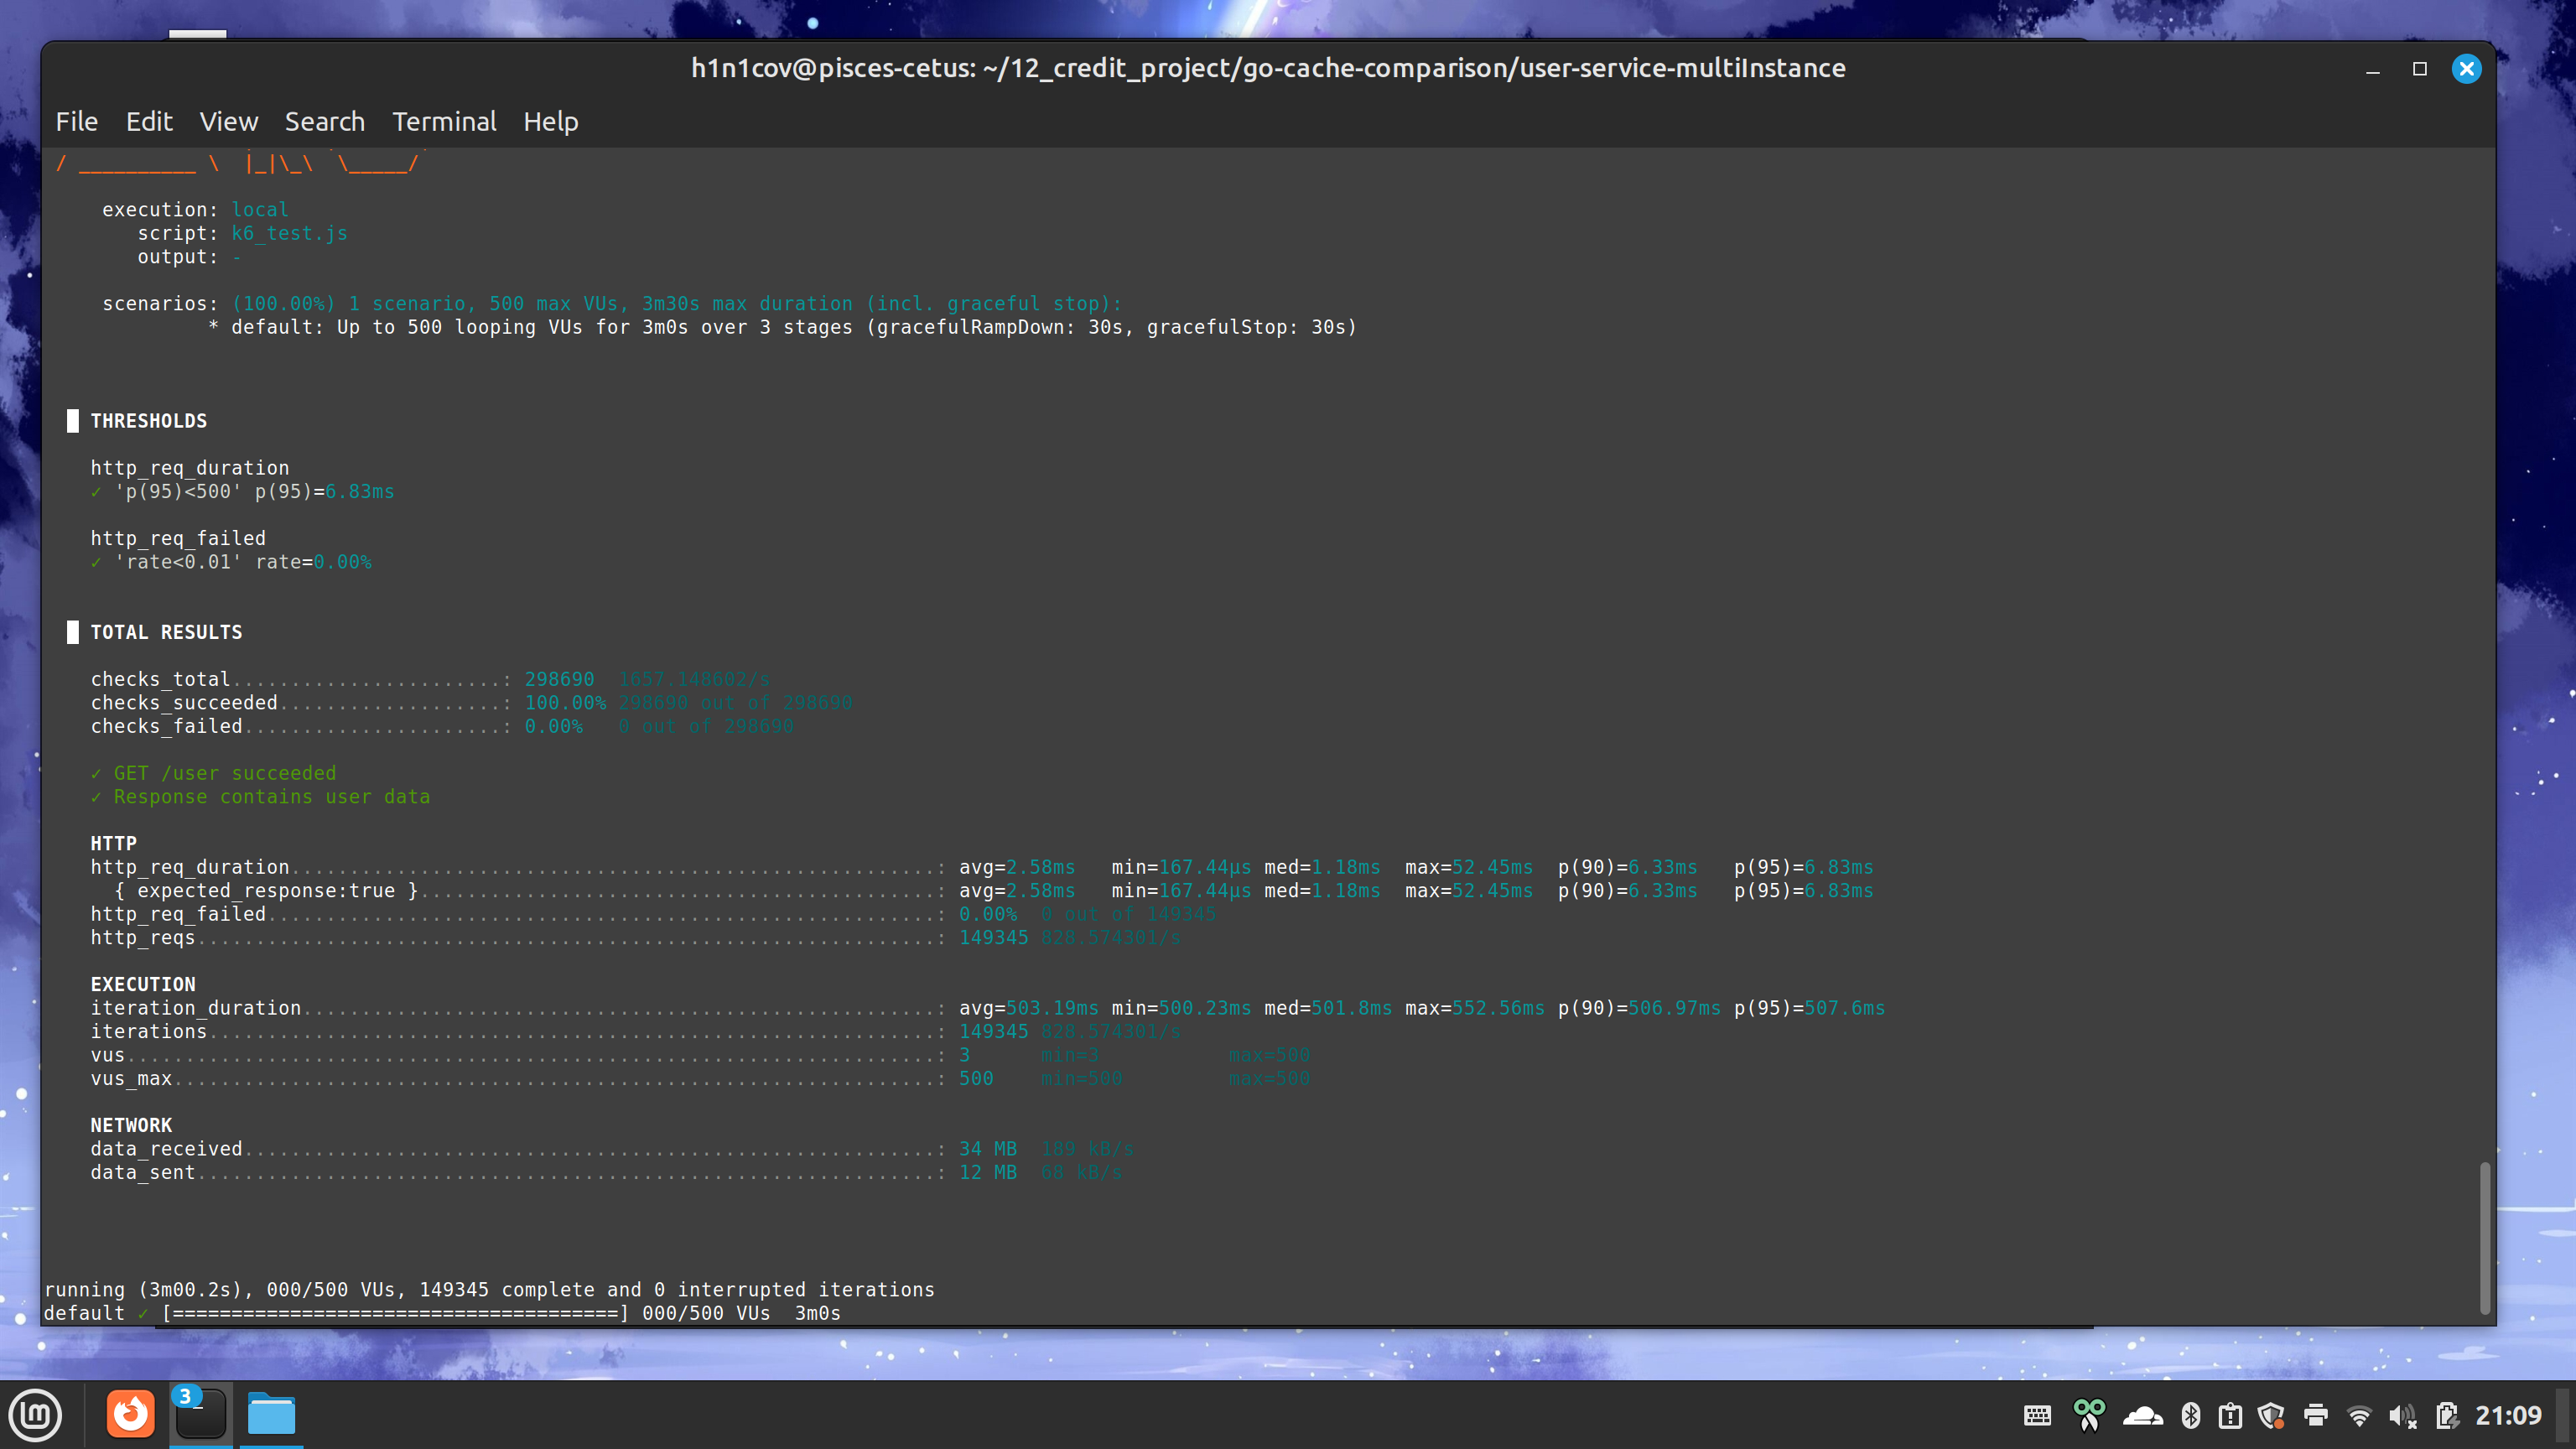 h1n1cov@pisces-cetus: ~/12_credit_project/go-cache-comparison/user-service-multiInstance
File Edit View Search Terminal Help
/ __________ \  |_|\_\  \_____/
execution: local
script: k6_test.js
output: -
scenarios: (100.00%) 1 scenario, 500 max VUs, 3m30s max duration (incl. graceful stop):
* default: Up to 500 looping VUs for 3m0s over 3 stages (gracefulRampDown: 30s, gracefulStop: 30s)
█ THRESHOLDS
http_req_duration
✓ 'p(95)<500' p(95)=6.83ms
http_req_failed
✓ 'rate<0.01' rate=0.00%
█ TOTAL RESULTS
checks_total.......................: 298690  1657.148602/s
checks_succeeded...................: 100.00% 298690 out of 298690
checks_failed......................: 0.00%   0 out of 298690
✓ GET /user succeeded
✓ Response contains user data
HTTP
http_req_duration.......................................................: avg=2.58ms   min=167.44µs med=1.18ms  max=52.45ms  p(90)=6.33ms   p(95)=6.83ms
{ expected_response:true }............................................: avg=2.58ms   min=167.44µs med=1.18ms  max=52.45ms  p(90)=6.33ms   p(95)=6.83ms
http_req_failed.........................................................: 0.00%  0 out of 149345
http_reqs...............................................................: 149345 828.574301/s
EXECUTION
iteration_duration......................................................: avg=503.19ms min=500.23ms med=501.8ms max=552.56ms p(90)=506.97ms p(95)=507.6ms
iterations..............................................................: 149345 828.574301/s
vus.....................................................................: 3      min=3           max=500
vus_max.................................................................: 500    min=500         max=500
NETWORK
data_received...........................................................: 34 MB  189 kB/s
data_sent...............................................................: 12 MB  68 kB/s
running (3m00.2s), 000/500 VUs, 149345 complete and 0 interrupted iterations
default ✓ [======================================] 000/500 VUs  3m0s
3
21:09